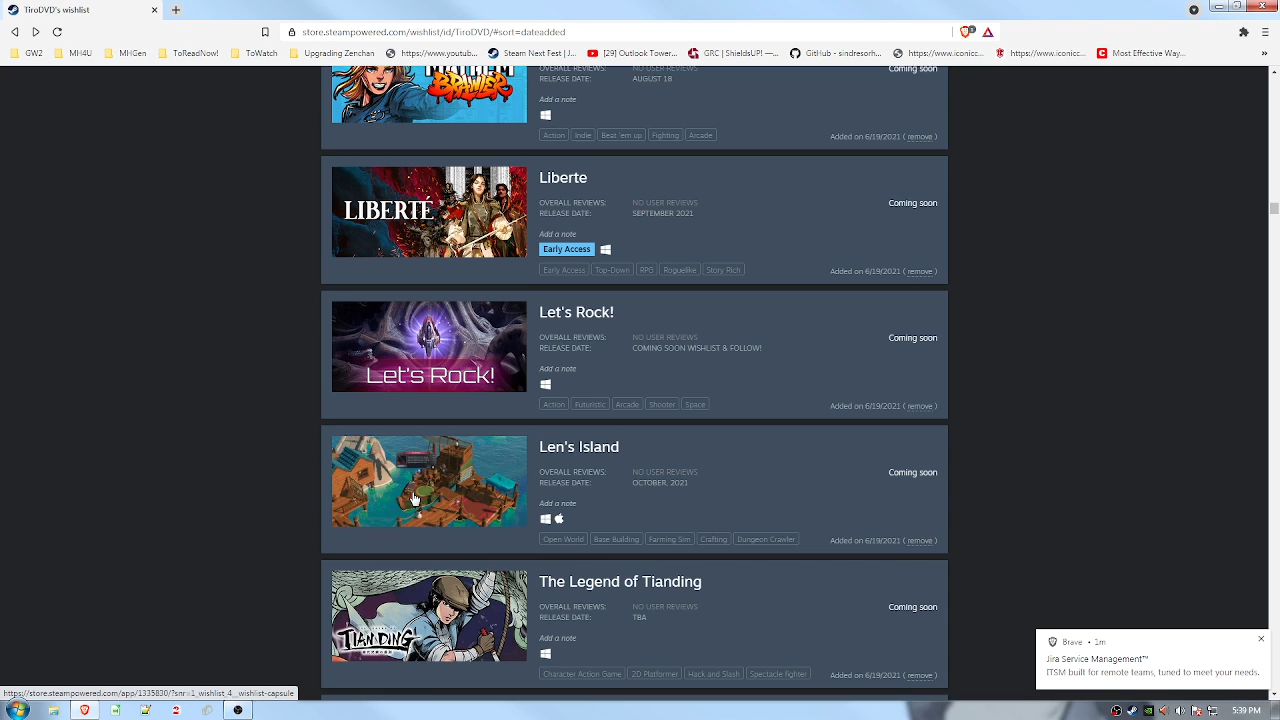 TiroDVD's wishlist
store.steampowered.com/wishlist/id/TiroDVD/#sort=dateadded
GW2
MH4U
MHGen
ToReadNow!
ToWatch
Upgrading Zenchan
https://www.youtub...
Steam Next Test | J...
[29] Outlook Tower...
GRC | ShieldsUP! —...
GitHub - sindresorh...
https://www.iconicc...
https://www.iconicc...
Most Effective Way...
MAYHEM
BRAWLER
OVERALL REVIEWS: NO USER REVIEWS
Coming soon
RELEASE DATE: AUGUST 18
Add a note
Action Indie Beat 'em up Fighting Arcade
Added on 6/19/2021 ( remove )
LIBERTÉ
Liberte
OVERALL REVIEWS: NO USER REVIEWS
Coming soon
RELEASE DATE: SEPTEMBER 2021
Add a note
Early Access
Early Access Top-Down RPG Roguelike Story Rich
Added on 6/19/2021 ( remove )
Let's Rock!
Let's Rock!
OVERALL REVIEWS: NO USER REVIEWS
Coming soon
RELEASE DATE: COMING SOON WISHLIST & FOLLOW!
Add a note
Action Futuristic Arcade Shooter Space
Added on 6/19/2021 ( remove )
Len's Island
OVERALL REVIEWS: NO USER REVIEWS
Coming soon
RELEASE DATE: OCTOBER, 2021
Add a note
Open World Base Building Farming Sim Crafting Dungeon Crawler
Added on 6/19/2021 ( remove )
TIANDING
The Legend of Tianding
OVERALL REVIEWS: NO USER REVIEWS
Coming soon
RELEASE DATE: TBA
Add a note
Character Action Game 2D Platformer Hack and Slash Spectacle fighter
Added on 6/19/2021 ( remove )
Brave • 1m
Jira Service Management™
ITSM built for remote teams, tuned to meet your needs.
https://store.steampowered.com/app/1335830/?snr=1_wishlist_4__wishlist-capsule
5:39 PM